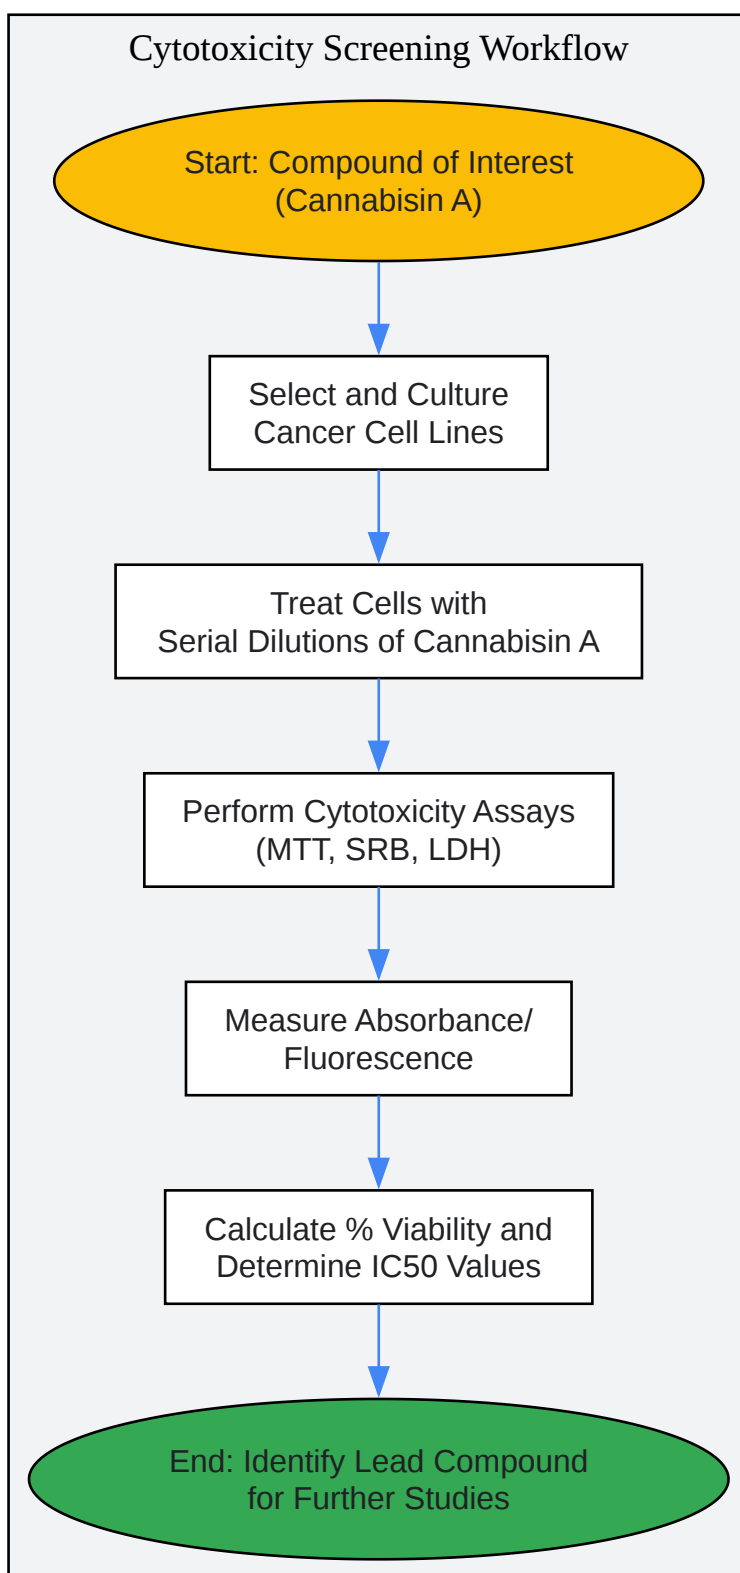 Cytotoxicity Screening Workflow
Start: Compound of Interest
(Cannabisin A)
Select and Culture
Cancer Cell Lines
Treat Cells with
Serial Dilutions of Cannabisin A
Perform Cytotoxicity Assays
(MTT, SRB, LDH)
Measure Absorbance/
Fluorescence
Calculate % Viability and
Determine IC50 Values
End: Identify Lead Compound
for Further Studies